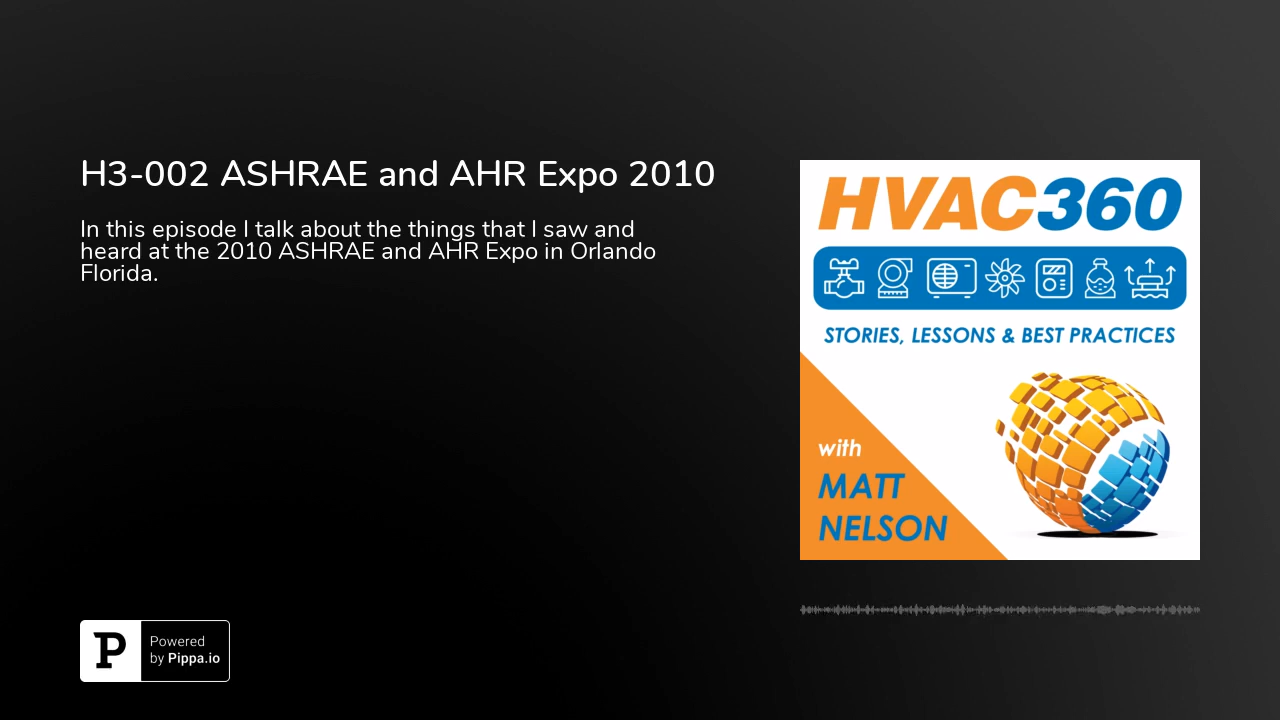 H3-002 ASHRAE and AHR Expo 2010
In this episode I talk about the things that I saw and
heard at the 2010 ASHRAE and AHR Expo in Orlando
Florida.
HVAC360
STORIES, LESSONS & BEST PRACTICES
with
MATT
NELSON
P
Powered
by Pippa.io